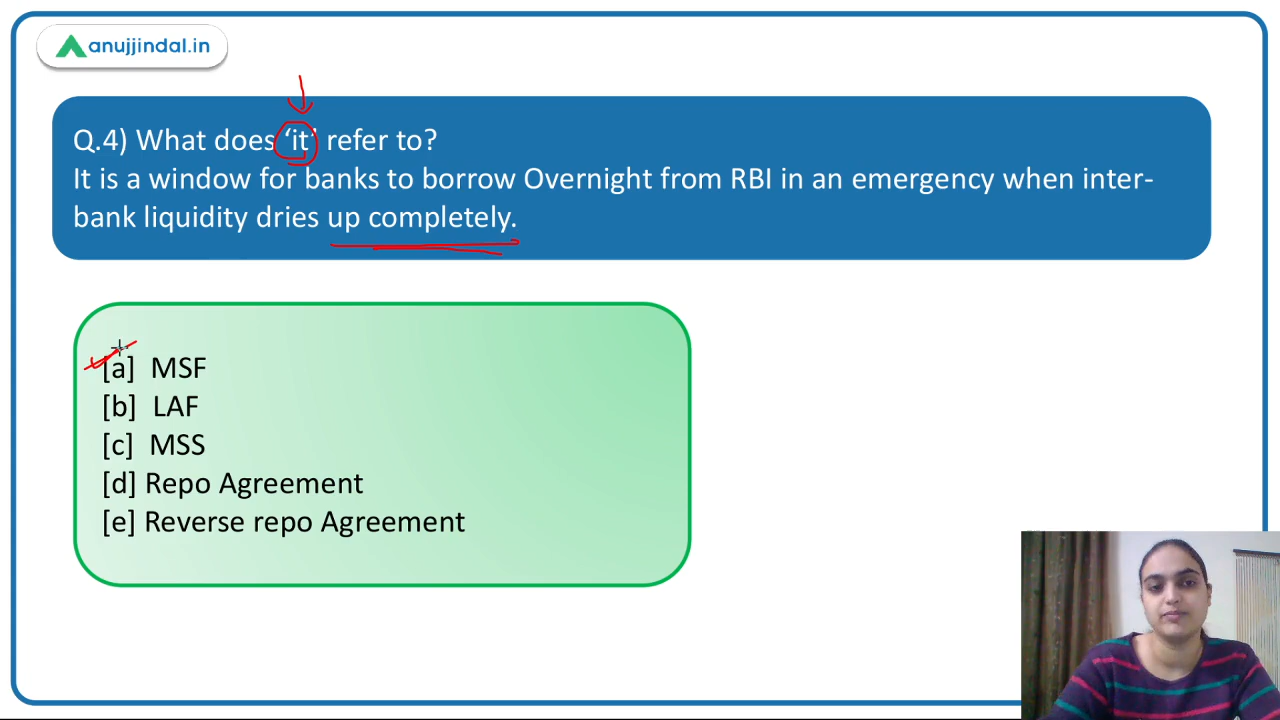 anujjindal.in
Q.4) What does ‘it’ refer to?
It is a window for banks to borrow Overnight from RBI in an emergency when inter-
bank liquidity dries up completely.
[a] MSF
[b] LAF
[c] MSS
[d] Repo Agreement
[e] Reverse repo Agreement